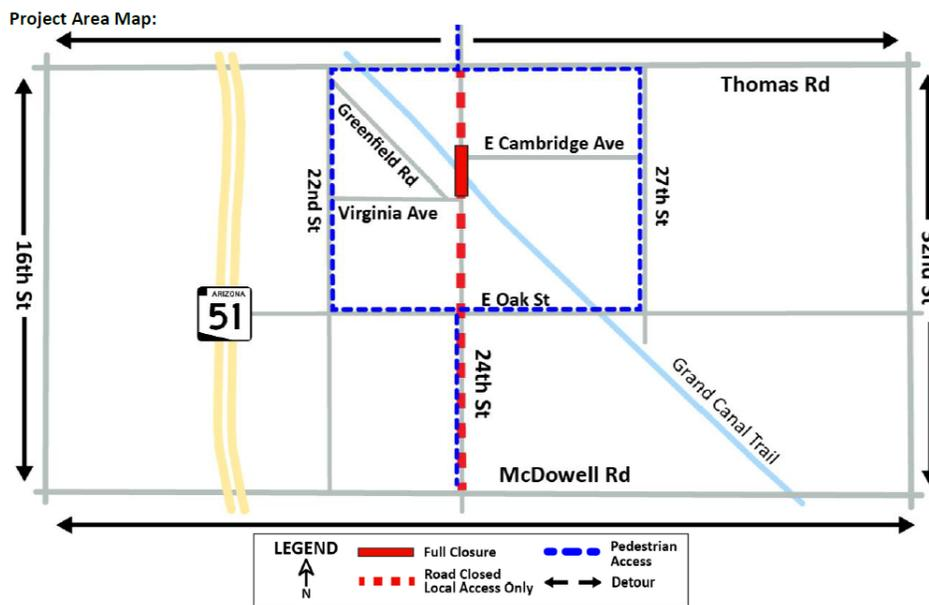 Project Area Map:
Thomas Rd
Greenfield Rd
E Cambridge Ave
22nd St
27th St
Virginia Ave
16th St
32nd St
E Oak St
ARIZONA
51
24th St
Grand Canal Trail
McDowell Rd
LEGEND
N
Full Closure
Road Closed
Local Access Only
Pedestrian
Access
Detour